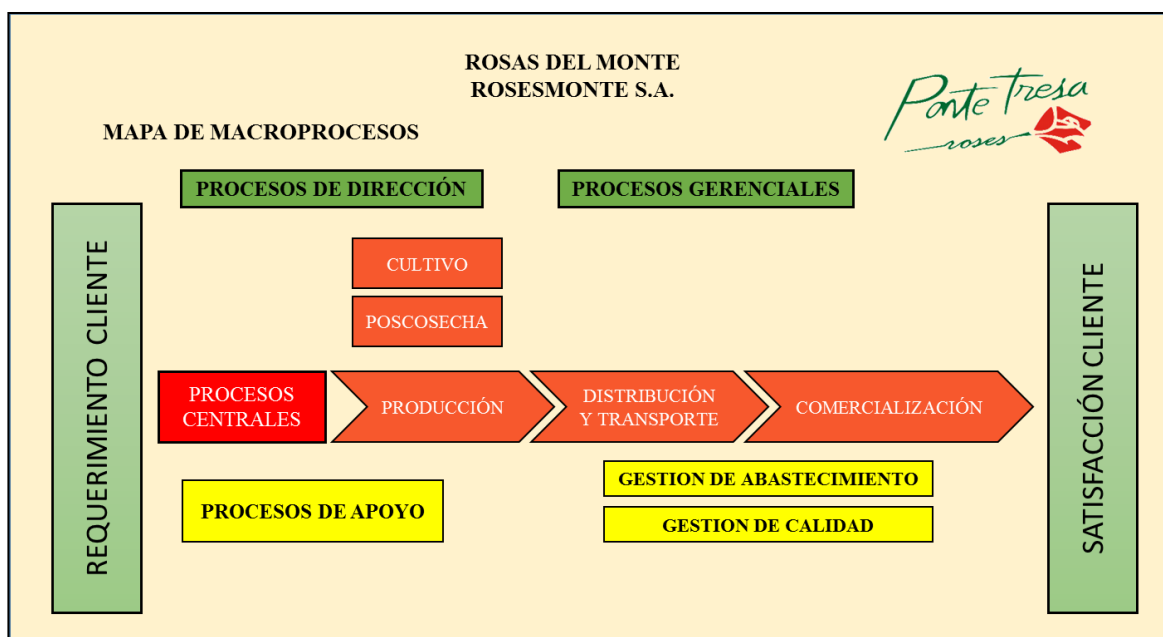 ROSAS DEL MONTE
ROSESMONTE S.A.
Ponte Tresa
roses
MAPA DE MACROPROCESOS
PROCESOS DE DIRECCIÓN
PROCESOS GERENCIALES
REQUERIMIENTO CLIENTE
CULTIVO
POSCOSECHA
PROCESOS
CENTRALES
PRODUCCIÓN
DISTRIBUCIÓN
Y TRANSPORTE
COMERCIALIZACIÓN
PROCESOS DE APOYO
GESTION DE ABASTECIMIENTO
GESTION DE CALIDAD
SATISFACCIÓN CLIENTE